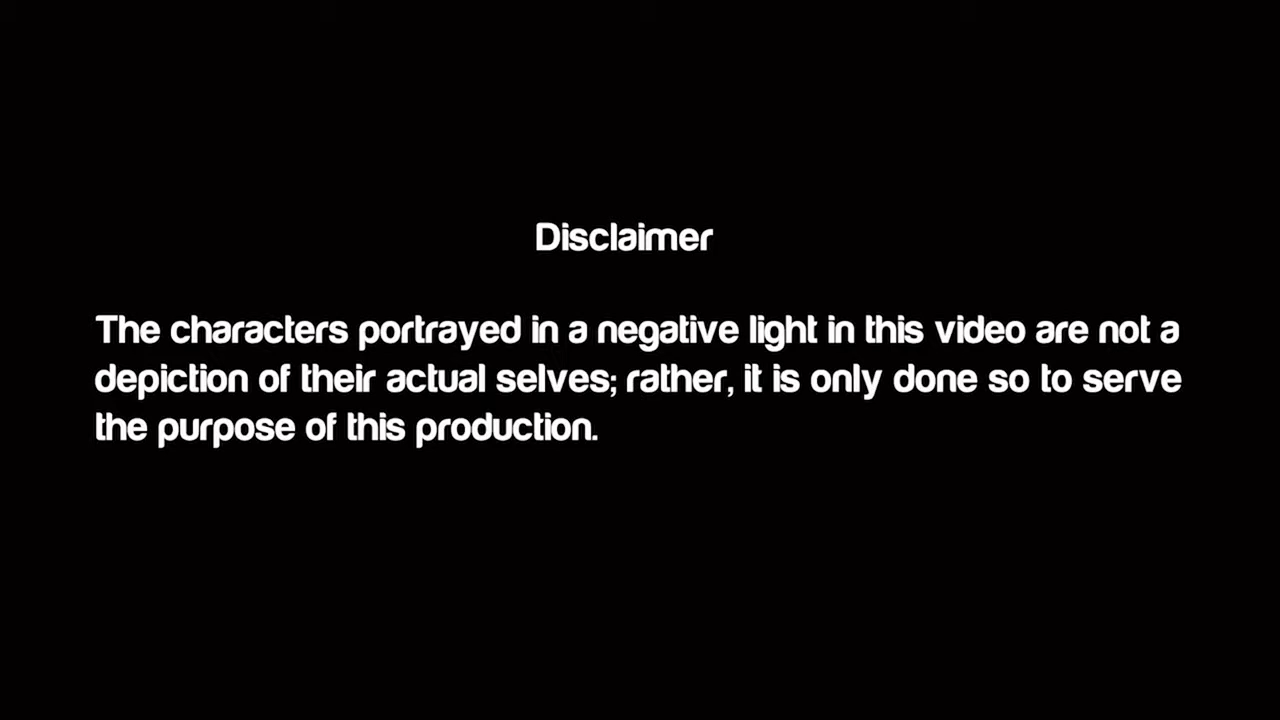 Disclaimer
The characters portrayed in a negative light in this video are not a
depiction of their actual selves; rather, it is only done so to serve
the purpose of this production.